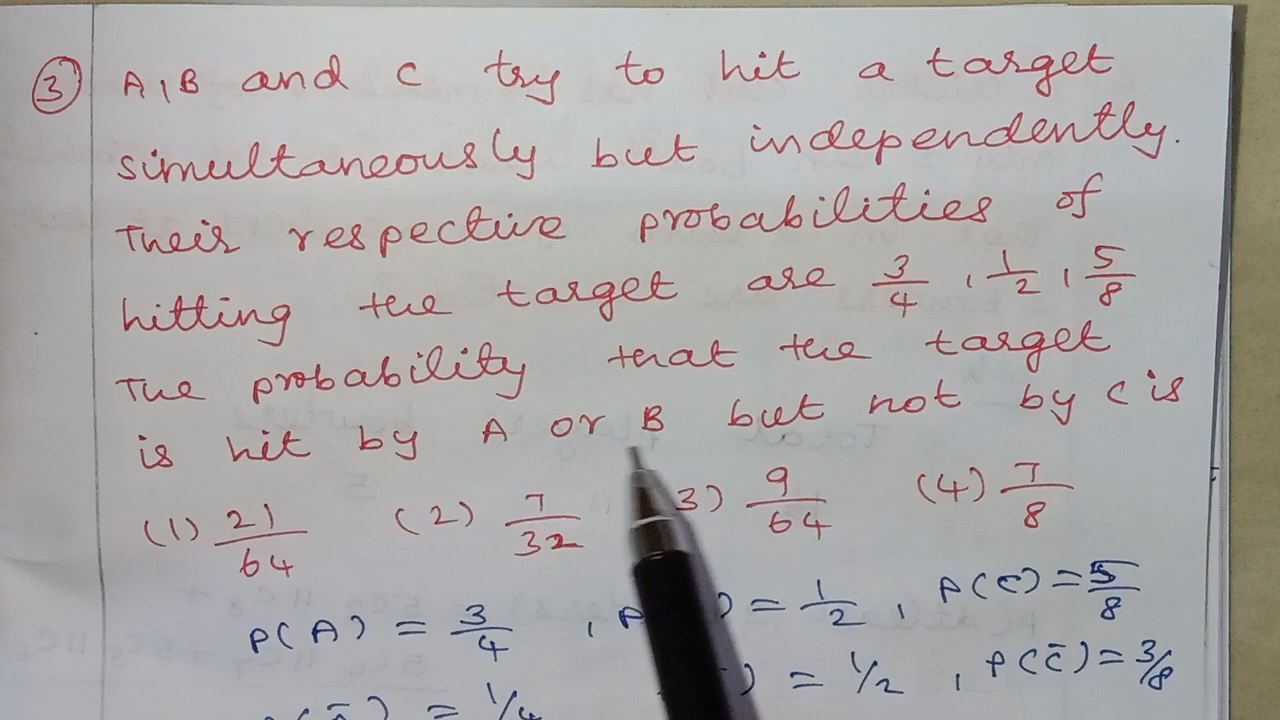 ③ A, B and C try to hit a target
simultaneously but independently.
Their respective probabilities of
hitting the target are 3/4, 1/2, 5/8
The probability that the target
is hit by A or B but not by C is
(1) 21/64 (2) 7/32 3) 9/64 (4) 7/8
P(A) = 3/4, P ) = 1/2, P(C) = 5/8
) = 1/4 ) = 1/2, P(C̄) = 3/8